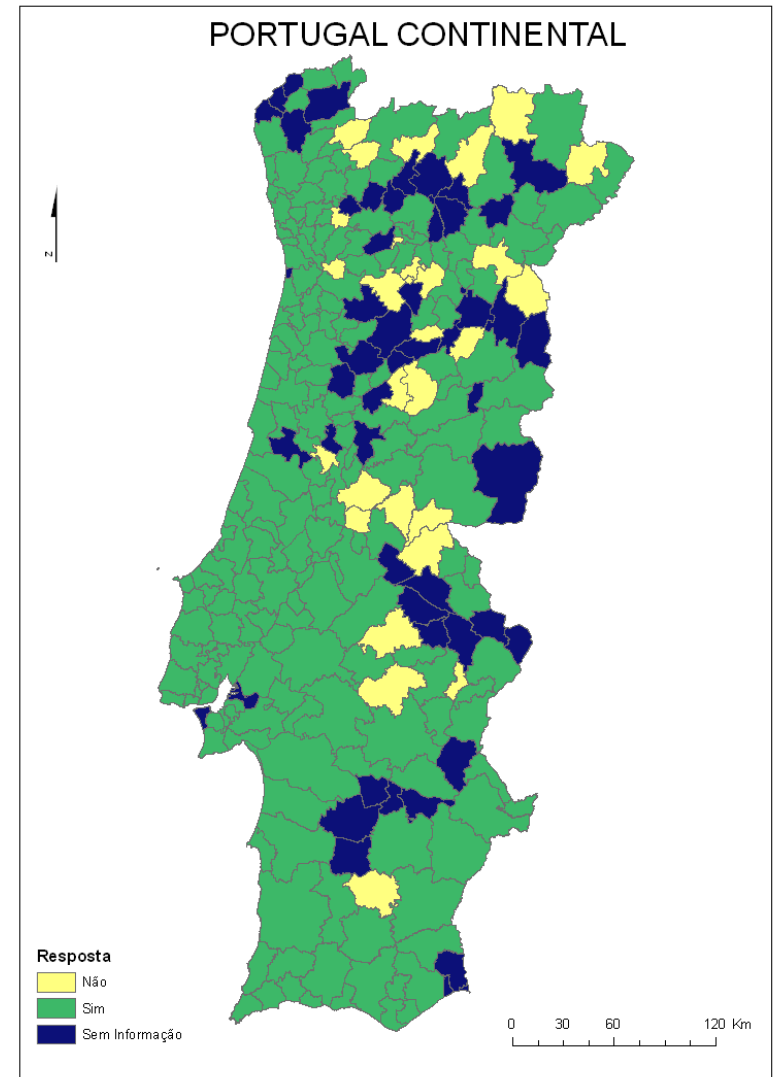 PORTUGAL CONTINENTAL
N
Resposta
Não
Sim
Sem Informação
0 30 60 120 Km